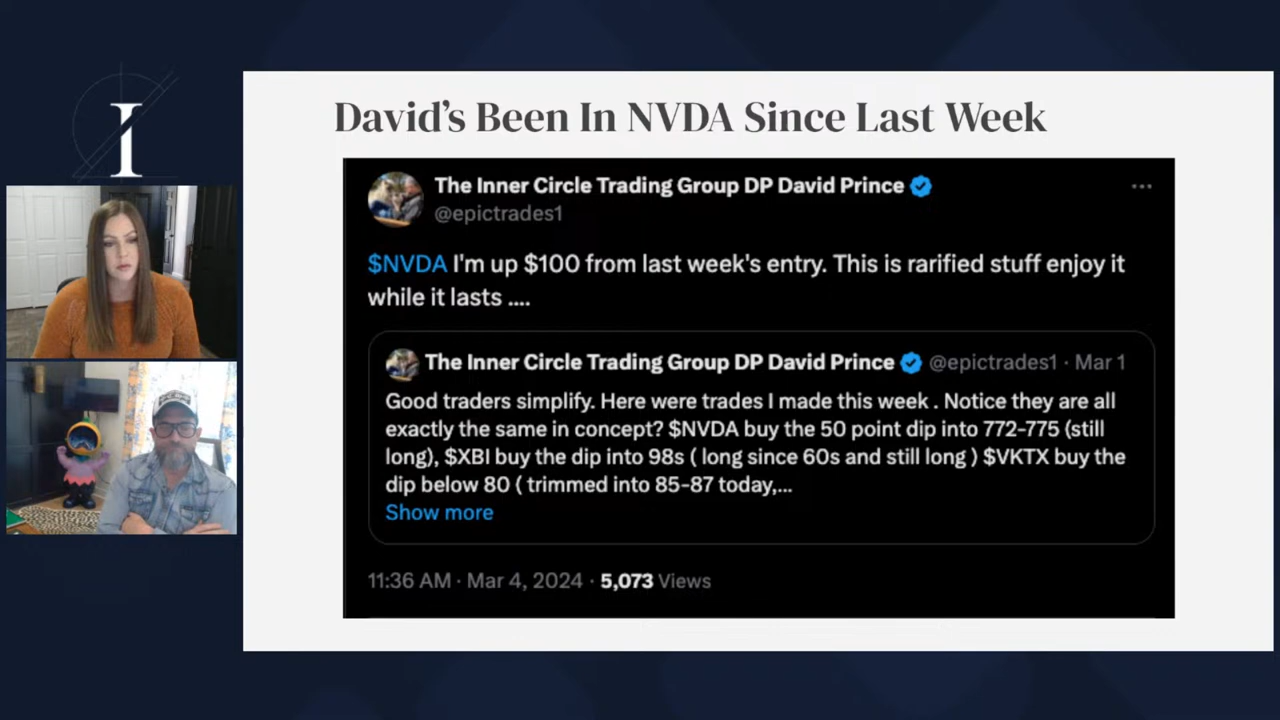 I
David’s Been In NVDA Since Last Week
The Inner Circle Trading Group DP David Prince
@epictrades1
$NVDA I'm up $100 from last week's entry. This is rarified stuff enjoy it
while it lasts ....
The Inner Circle Trading Group DP David Prince @epictrades1 · Mar 1
Good traders simplify. Here were trades I made this week . Notice they are all
exactly the same in concept? $NVDA buy the 50 point dip into 772-775 (still
long), $XBI buy the dip into 98s ( long since 60s and still long ) $VKTX buy the
dip below 80 ( trimmed into 85-87 today,...
Show more
11:36 AM · Mar 4, 2024 · 5,073 Views